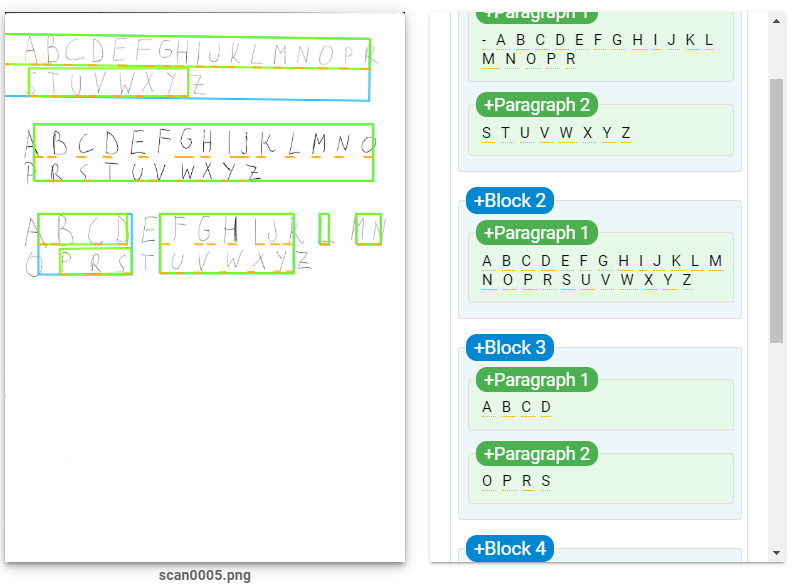 A B C D E F G H I J K L M N O P R
S T U V W X Y Z
A B C D E F G H I J K L M N O
P R S T U V W X Y Z
A B C D E F G H I J K L M N
O P R S T U V W X Y Z
scan0005.png
+Paragraph 1
- A B C D E F G H I J K L
M N O P R
+Paragraph 2
S T U V W X Y Z
+Block 2
+Paragraph 1
A B C D E F G H I J K L M
N O P R S U V W X Y Z
+Block 3
+Paragraph 1
A B C D
+Paragraph 2
O P R S
+Block 4